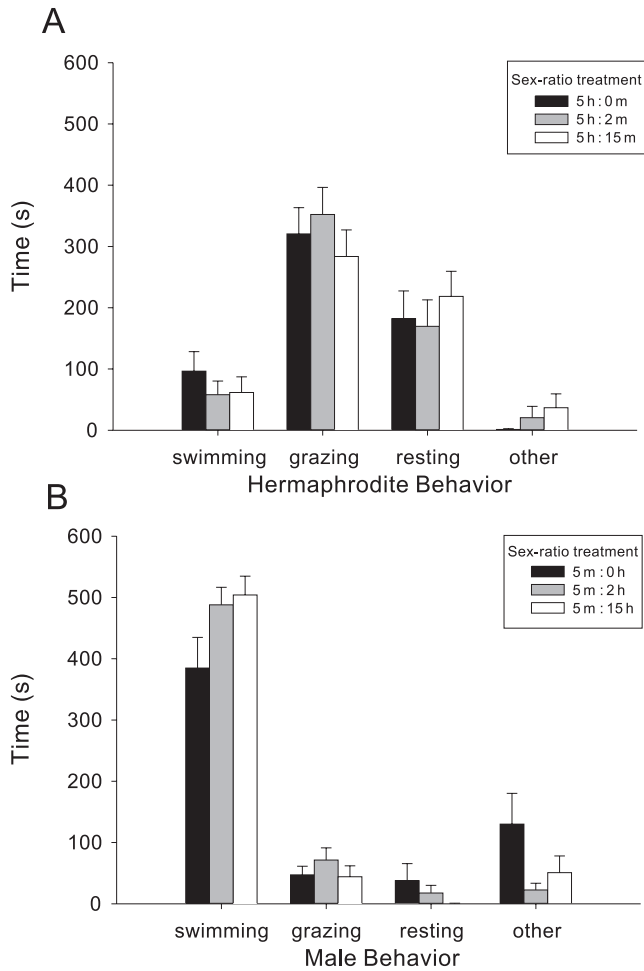 A
600
500
400
300
200
100
0
Time (s)
Sex-ratio treatment
5 h : 0 m
5 h : 2 m
5 h : 15 m
swimming grazing resting other
Hermaphrodite Behavior
B
600
500
400
300
200
100
0
Time (s)
Sex-ratio treatment
5 m : 0 h
5 m : 2 h
5 m : 15 h
swimming grazing resting other
Male Behavior